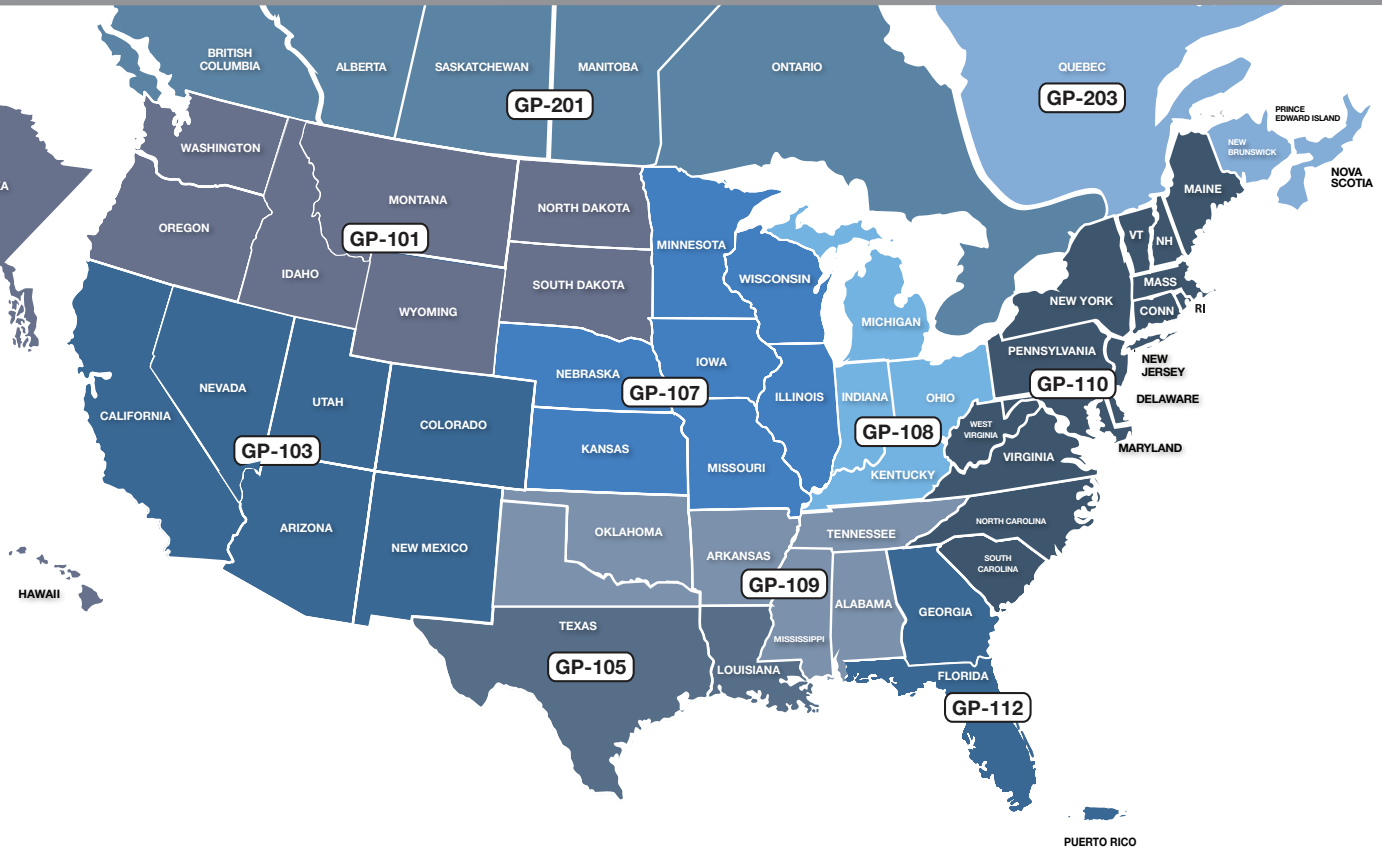 BRITISH
COLUMBIA
ALBERTA
SASKATCHEWAN
MANITOBA
ONTARIO
QUEBEC
GP-201
GP-203
PRINCE
EDWARD ISLAND
NEW
BRUNSWICK
NOVA
SCOTIA
A
WASHINGTON
MONTANA
NORTH DAKOTA
MAINE
OREGON
GP-101
IDAHO
MINNESOTA
VT
NH
WISCONSIN
SOUTH DAKOTA
WYOMING
MICHIGAN
MASS
NEW YORK
CONN
RI
PENNSYLVANIA
NEW
JERSEY
NEBRASKA
IOWA
GP-107
GP-110
NEVADA
UTAH
ILLINOIS
INDIANA
OHIO
DELAWARE
CALIFORNIA
COLORADO
GP-108
WEST
VIRGINIA
GP-103
KANSAS
MISSOURI
KENTUCKY
VIRGINIA
MARYLAND
ARIZONA
NEW MEXICO
OKLAHOMA
TENNESSEE
NORTH CAROLINA
ARKANSAS
SOUTH
CAROLINA
GP-109
HAWAII
ALABAMA
GEORGIA
TEXAS
MISSISSIPPI
GP-105
LOUISIANA
FLORIDA
GP-112
PUERTO RICO